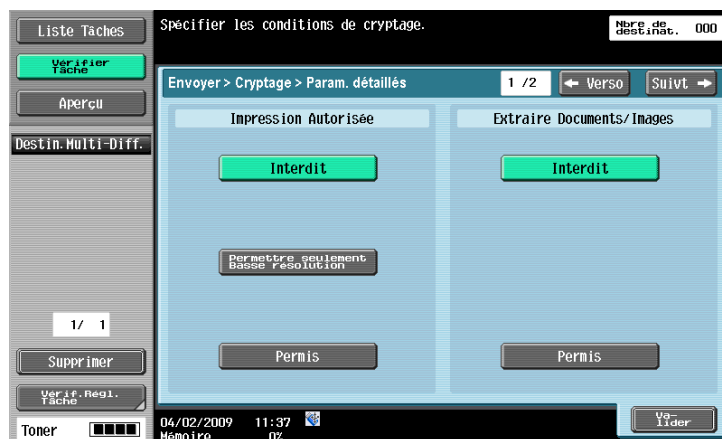 Liste Tâches
Spécifier les conditions de cryptage.
Nbre de
destinat. 000
Vérifier
Tâche
Aperçu
Envoyer > Cryptage > Param. détaillés
1 /2
← Verso
Suivt →
Impression Autorisée
Extraire Documents/Images
Destin.Multi-Diff.
Interdit
Interdit
Permettre seulement
Basse résolution
1/ 1
Supprimer
Permis
Permis
Vérif.Régl.
Tâche
Toner
04/02/2009 11:37
Mémoire 0%
Va-
lider